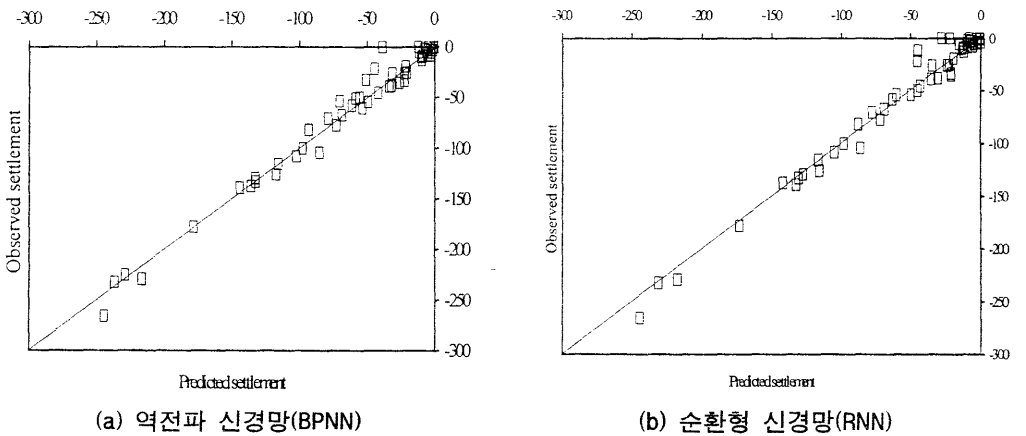 -300 -250 -200 -150 -100 -50 0
0
-50
-100
-150
-200
-250
-300
Observed settlement
Predicted settlement
(a) 역전파 신경망(BPNN)
-300 -250 -200 -150 -100 -50 0
0
-50
-100
-150
-200
-250
-300
Observed settlement
Predicted settlement
(b) 순환형 신경망(RNN)